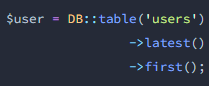 $user = DB::table('users')
->latest()
->first();